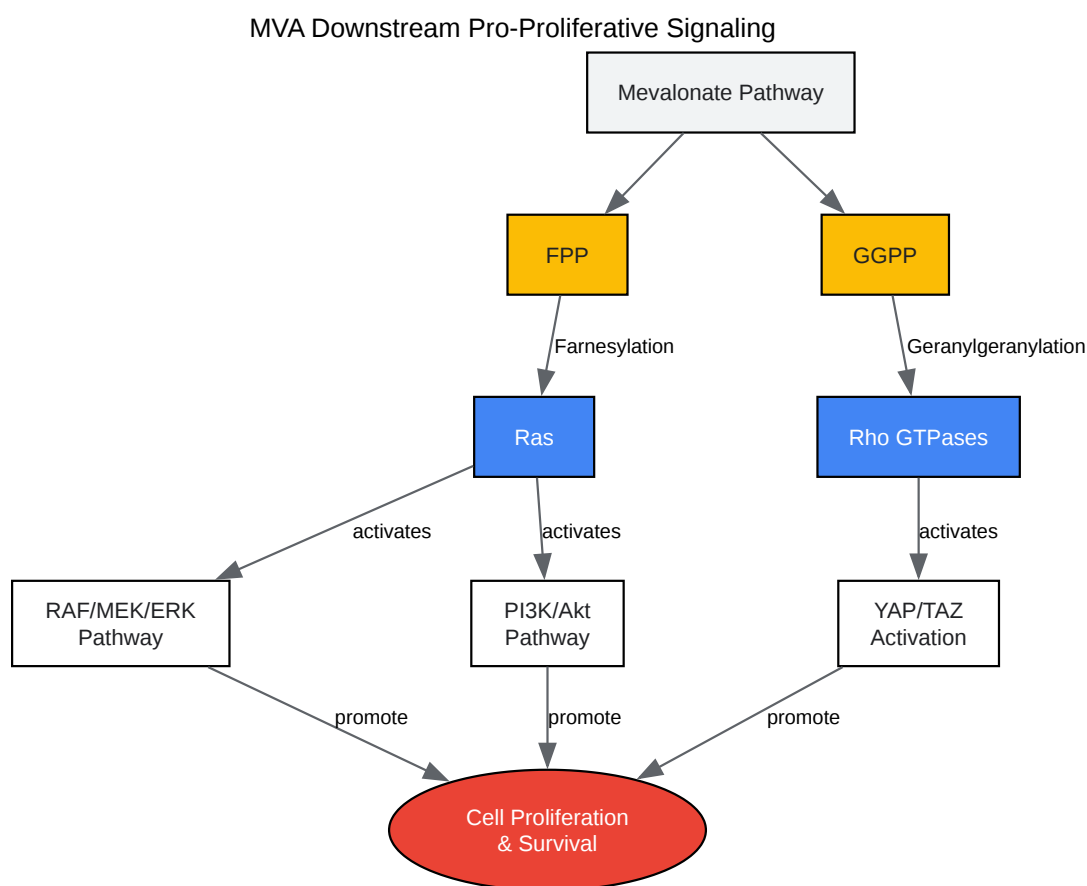 MVA Downstream Pro-Proliferative Signaling
Mevalonate Pathway
FPP
GGPP
Farnesylation
Geranylgeranylation
Ras
Rho GTPases
activates
activates
activates
RAF/MEK/ERK
Pathway
PI3K/Akt
Pathway
YAP/TAZ
Activation
promote
promote
promote
Cell Proliferation
& Survival